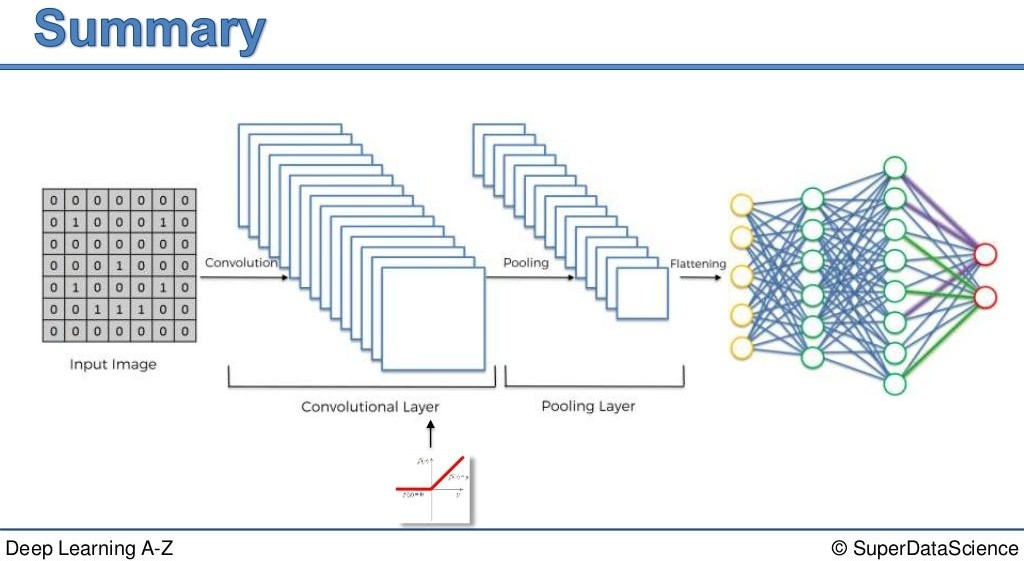 Summary
0 0 0 0 0 0 0
0 1 0 0 0 1 0
0 0 0 0 0 0 0
0 0 0 1 0 0 0
0 1 0 0 0 1 0
0 0 1 1 1 0 0
0 0 0 0 0 0 0
Input Image
Convolution
Pooling
Flattening
Convolutional Layer
Pooling Layer
Deep Learning A-Z
© SuperDataScience